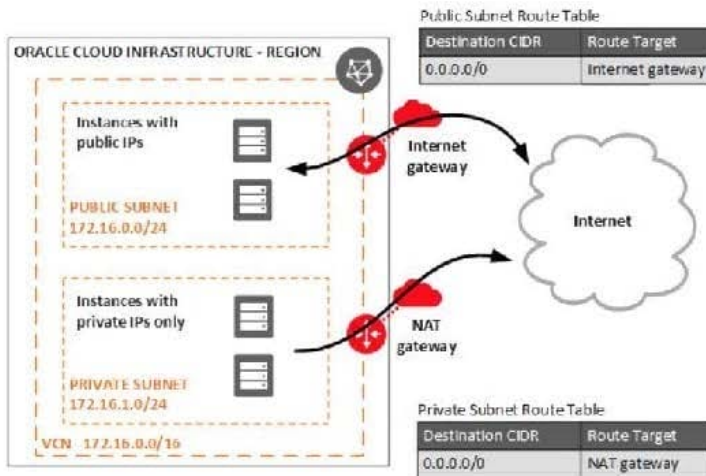 Public Subnet Route Table
Destination CIDR Route Target
0.0.0.0/0 Internet gateway
ORACLE CLOUD INFRASTRUCTURE - REGION
Instances with
public IPs
PUBLIC SUBNET
172.16.0.0/24
Internet
gateway
Internet
Instances with
private IPs only
PRIVATE SUBNET
172.16.1.0/24
NAT
gateway
VCN 172.16.0.0/16
Private Subnet Route Table
Destination CIDR Route Target
0.0.0.0/0 NAT gateway